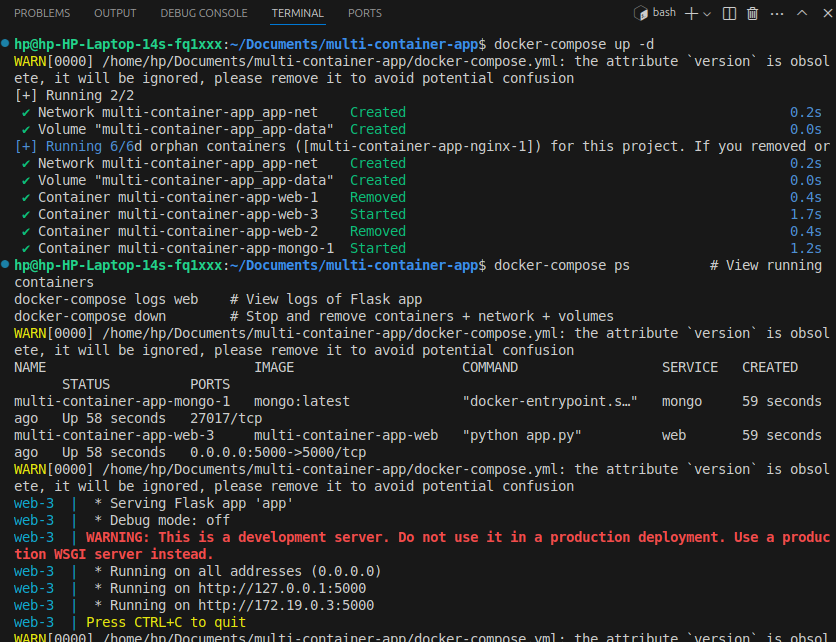 PROBLEMS OUTPUT DEBUG CONSOLE TERMINAL PORTS bash
hp@hp-HP-Laptop-14s-fq1xxx:~/Documents/multi-container-app$ docker-compose up -d
WARN[0000] /home/hp/Documents/multi-container-app/docker-compose.yml: the attribute `version` is obsol
ete, it will be ignored, please remove it to avoid potential confusion
[+] Running 2/2
✔ Network multi-container-app_app-net Created 0.2s
✔ Volume "multi-container-app_app-data" Created 0.0s
[+] Running 6/6d orphan containers ([multi-container-app-nginx-1]) for this project. If you removed or
✔ Network multi-container-app_app-net Created 0.2s
✔ Volume "multi-container-app_app-data" Created 0.0s
✔ Container multi-container-app-web-1 Removed 0.4s
✔ Container multi-container-app-web-3 Started 1.7s
✔ Container multi-container-app-web-2 Removed 0.4s
✔ Container multi-container-app-mongo-1 Started 1.2s
hp@hp-HP-Laptop-14s-fq1xxx:~/Documents/multi-container-app$ docker-compose ps # View running
containers
docker-compose logs web # View logs of Flask app
docker-compose down # Stop and remove containers + network + volumes
WARN[0000] /home/hp/Documents/multi-container-app/docker-compose.yml: the attribute `version` is obsol
ete, it will be ignored, please remove it to avoid potential confusion
NAME IMAGE COMMAND SERVICE CREATED
STATUS PORTS
multi-container-app-mongo-1 mongo:latest "docker-entrypoint.s…" mongo 59 seconds
ago Up 58 seconds 27017/tcp
multi-container-app-web-3 multi-container-app-web "python app.py" web 59 seconds
ago Up 58 seconds 0.0.0.0:5000->5000/tcp
WARN[0000] /home/hp/Documents/multi-container-app/docker-compose.yml: the attribute `version` is obsol
ete, it will be ignored, please remove it to avoid potential confusion
web-3 | * Serving Flask app 'app'
web-3 | * Debug mode: off
web-3 | WARNING: This is a development server. Do not use it in a production deployment. Use a produc
tion WSGI server instead.
web-3 | * Running on all addresses (0.0.0.0)
web-3 | * Running on http://127.0.0.1:5000
web-3 | * Running on http://172.19.0.3:5000
web-3 | Press CTRL+C to quit
WARN[0000] /home/hp/Documents/multi-container-app/docker-compose.yml: the attribute `version` is obsol